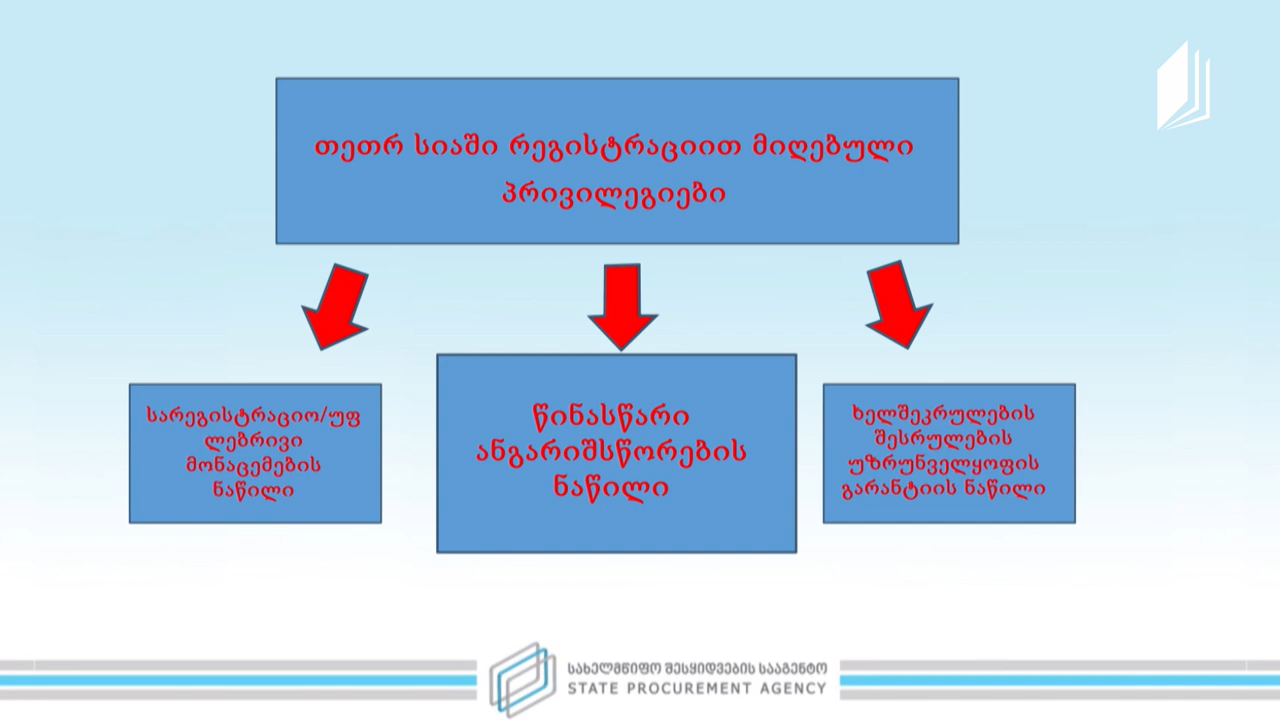 თეთრ სიაში რეგისტრაციით მიღებული
პრივილეგიები
სარეგისტრაციო/უფ
ლებრივი
მონაცემების
ნაწილი
წინასწარი
ანგარიშსწორების
ნაწილი
ხელშეკრულების
შესრულების
უზრუნველყოფის
გარანტიის ნაწილი
სახელმწიფო შესყიდვების სააგენტო
STATE PROCUREMENT AGENCY